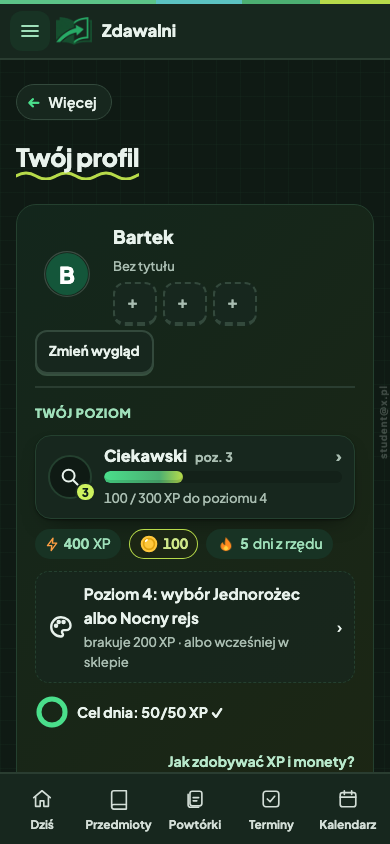 Zdawalni
← Więcej
Twój profil
B
Bartek
Bez tytułu
+ + +
Zmień wygląd
TWÓJ POZIOM
Ciekawski poz. 3 ›
3
100 / 300 XP do poziomu 4
400 XP 100 5 dni z rzędu
Poziom 4: wybór Jednorożec
albo Nocny rejs
›
brakuje 200 XP · albo wcześniej w
sklepie
Cel dnia: 50/50 XP ✓
Jak zdobywać XP i monety?
student@x.pl
Dziś Przedmioty Powtórki Terminy Kalendarz